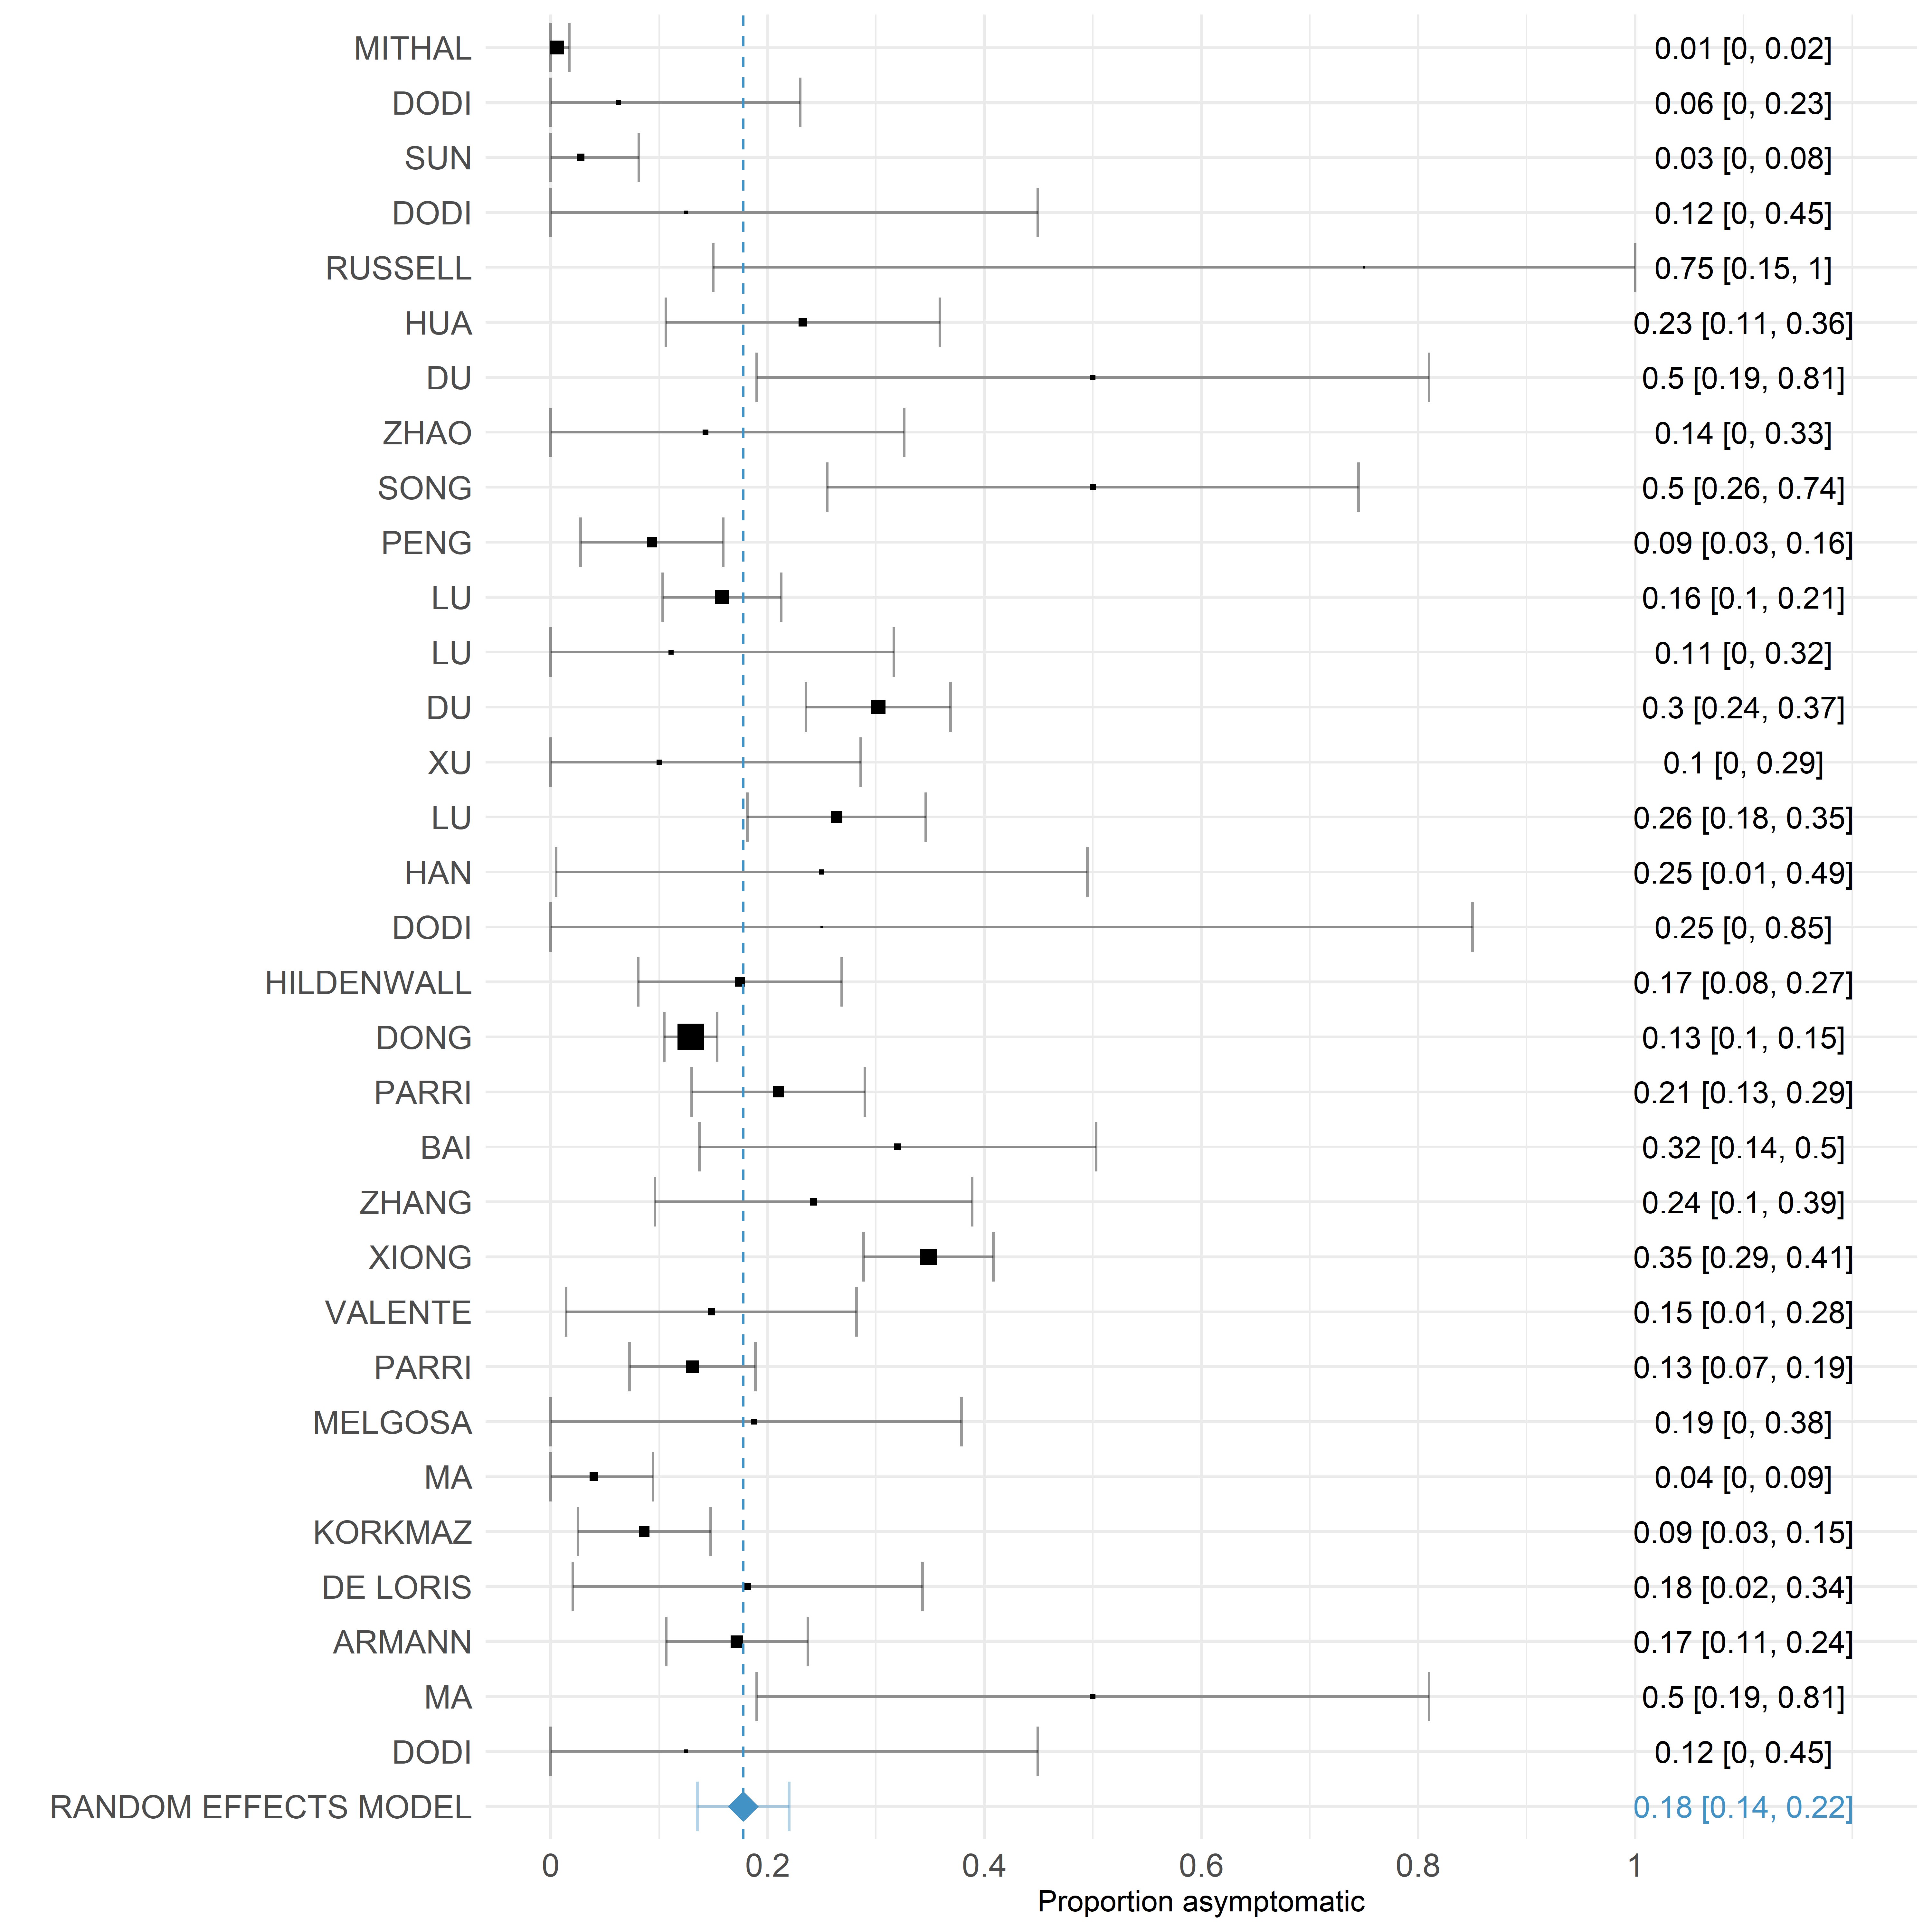 MITHAL 0.01 [0, 0.02]
DODI 0.06 [0, 0.23]
SUN 0.03 [0, 0.08]
DODI 0.12 [0, 0.45]
RUSSELL 0.75 [0.15, 1]
HUA 0.23 [0.11, 0.36]
DU 0.5 [0.19, 0.81]
ZHAO 0.14 [0, 0.33]
SONG 0.5 [0.26, 0.74]
PENG 0.09 [0.03, 0.16]
LU 0.16 [0.1, 0.21]
LU 0.11 [0, 0.32]
DU 0.3 [0.24, 0.37]
XU 0.1 [0, 0.29]
LU 0.26 [0.18, 0.35]
HAN 0.25 [0.01, 0.49]
DODI 0.25 [0, 0.85]
HILDENWALL 0.17 [0.08, 0.27]
DONG 0.13 [0.1, 0.15]
PARRI 0.21 [0.13, 0.29]
BAI 0.32 [0.14, 0.5]
ZHANG 0.24 [0.1, 0.39]
XIONG 0.35 [0.29, 0.41]
VALENTE 0.15 [0.01, 0.28]
PARRI 0.13 [0.07, 0.19]
MELGOSA 0.19 [0, 0.38]
MA 0.04 [0, 0.09]
KORKMAZ 0.09 [0.03, 0.15]
DE LORIS 0.18 [0.02, 0.34]
ARMANN 0.17 [0.11, 0.24]
MA 0.5 [0.19, 0.81]
DODI 0.12 [0, 0.45]
RANDOM EFFECTS MODEL 0.18 [0.14, 0.22]
0 0.2 0.4 0.6 0.8 1
Proportion asymptomatic